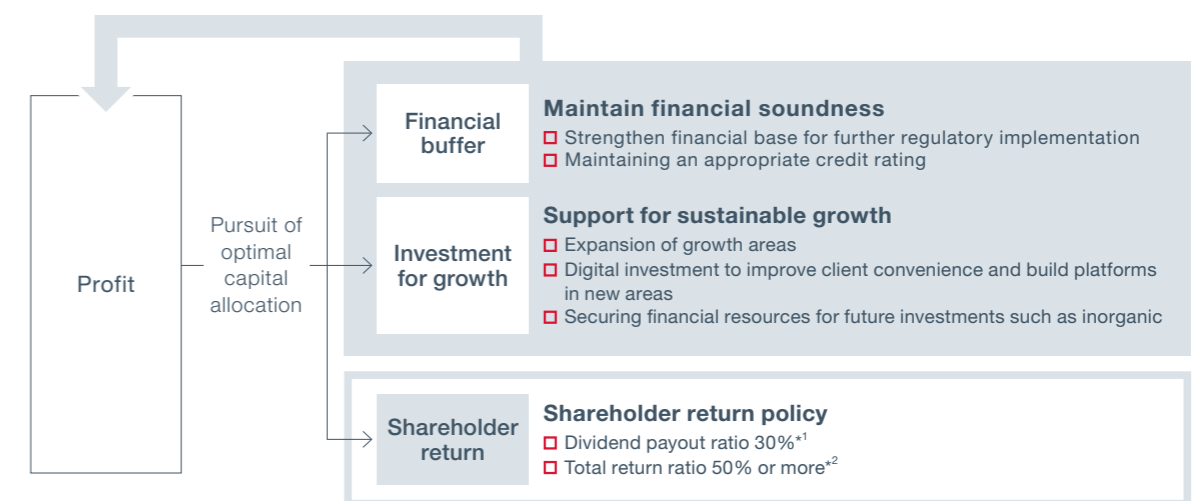 Profit
Pursuit of
optimal
capital
allocation
Financial
buffer
Maintain financial soundness
Strengthen financial base for further regulatory implementation
Maintaining an appropriate credit rating
Investment
for growth
Support for sustainable growth
Expansion of growth areas
Digital investment to improve client convenience and build platforms
in new areas
Securing financial resources for future investments such as inorganic
Shareholder
return
Shareholder return policy
Dividend payout ratio 30%*1
Total return ratio 50% or more*2